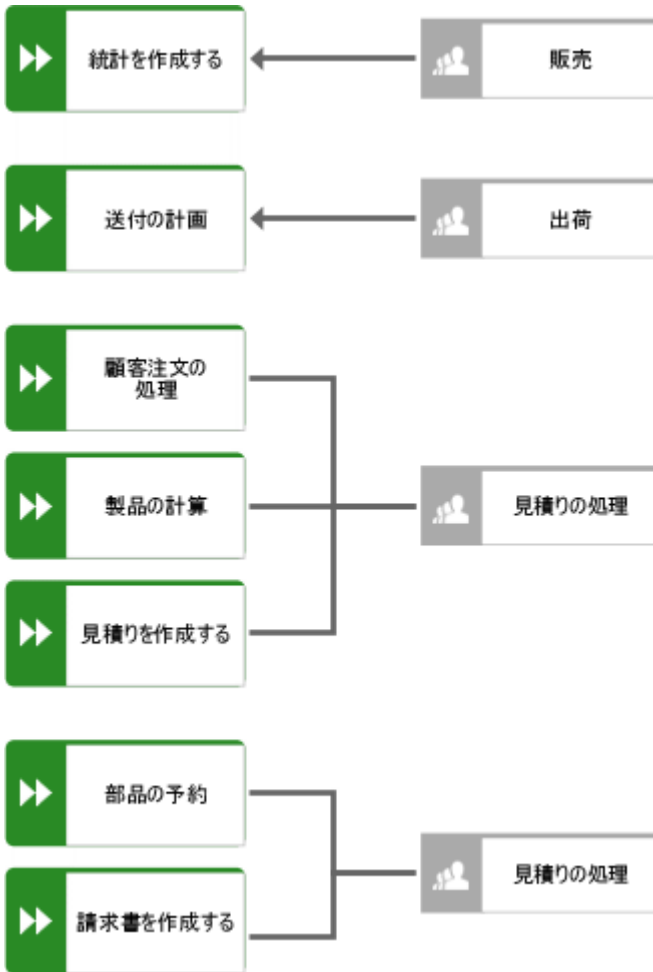 統計を作成する
販売
送付の計画
出荷
顧客注文の
処理
製品の計算
見積りの処理
見積りを作成する
部品の予約
見積りの処理
請求書を作成する